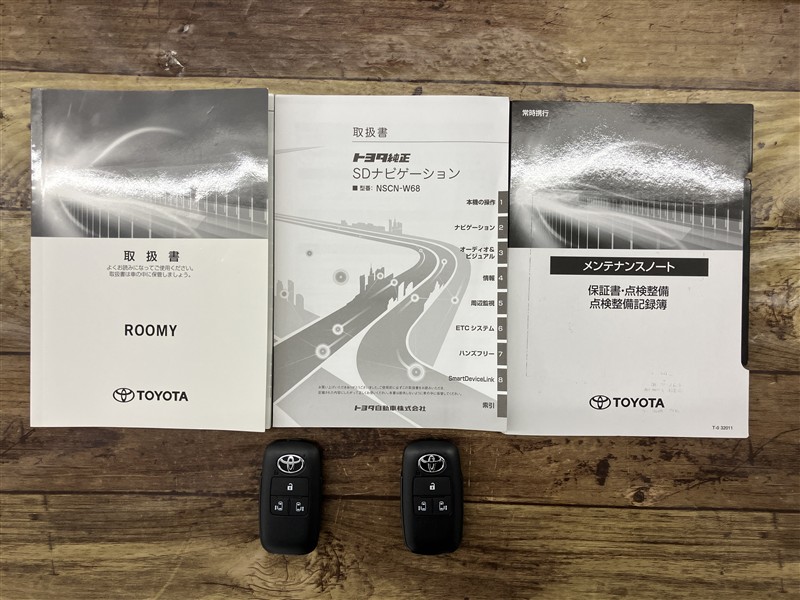 取扱書
よくお読みになってご使用ください。
取扱書は車の中に保管しましょう。
ROOMY
TOYOTA
取扱書
トヨタ純正
SDナビゲーション
■ 型番: NSCN-W68
本機の操作 1
ナビゲーション 2
オーディオ&
ビジュアル 3
情報 4
周辺監視 5
ETC システム 6
ハンズフリー 7
SmartDeviceLink 8
索引
トヨタ自動車株式会社
常時携行
メンテナンスノート
保証書・点検整備
点検整備記録簿
TOYOTA
T-3 33011